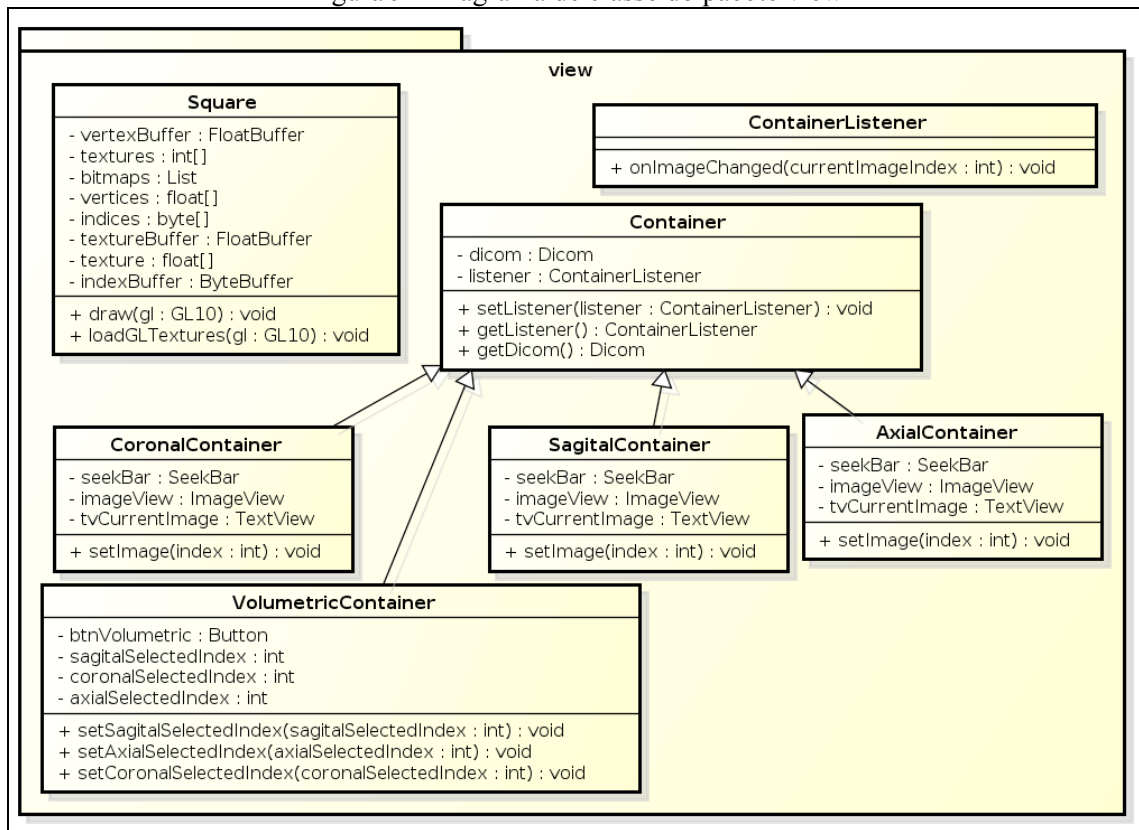 view
Square
- vertexBuffer : FloatBuffer
- textures : int[]
- bitmaps : List
- vertices : float[]
- indices : byte[]
- textureBuffer : FloatBuffer
- texture : float[]
- indexBuffer : ByteBuffer
+ draw(gl : GL10) : void
+ loadGLTextures(gl : GL10) : void
ContainerListener
+ onImageChanged(currentImageIndex : int) : void
Container
- dicom : Dicom
- listener : ContainerListener
+ setListener(listener : ContainerListener) : void
+ getListener() : ContainerListener
+ getDicom() : Dicom
CoronalContainer
- seekBar : SeekBar
- imageView : ImageView
- tvCurrentImage : TextView
+ setImage(index : int) : void
SagitalContainer
- seekBar : SeekBar
- imageView : ImageView
- tvCurrentImage : TextView
+ setImage(index : int) : void
AxialContainer
- seekBar : SeekBar
- imageView : ImageView
- tvCurrentImage : TextView
+ setImage(index : int) : void
VolumetricContainer
- btnVolumetric : Button
- sagitalSelectedIndex : int
- coronalSelectedIndex : int
- axialSelectedIndex : int
+ setSagitalSelectedIndex(sagitalSelectedIndex : int) : void
+ setAxialSelectedIndex(axialSelectedIndex : int) : void
+ setCoronalSelectedIndex(coronalSelectedIndex : int) : void